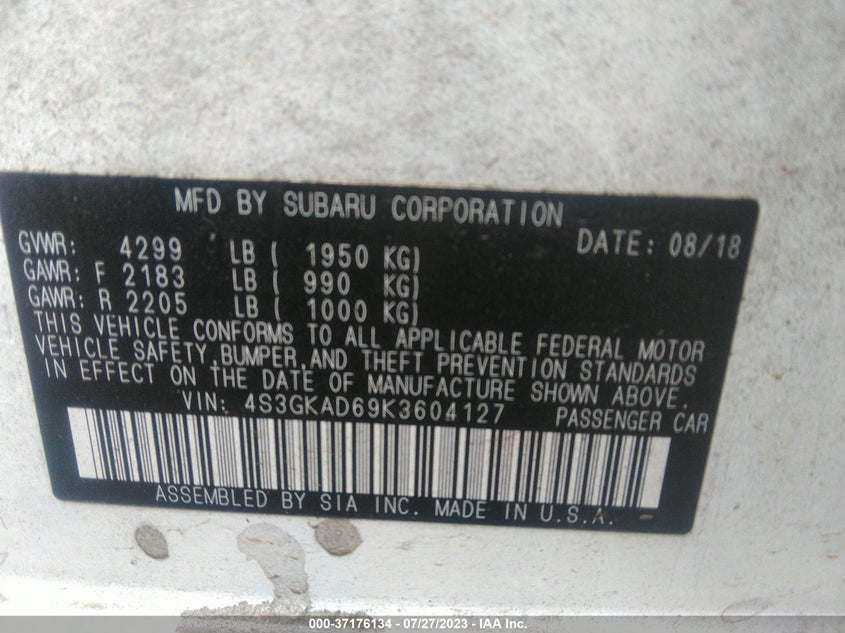 MFD BY SUBARU CORPORATION
GVWR: 4299 LB ( 1950 KG) DATE: 08/18
GAWR: F 2183 LB ( 990 KG)
GAWR: R 2205 LB ( 1000 KG)
THIS VEHICLE CONFORMS TO ALL APPLICABLE FEDERAL MOTOR
VEHICLE SAFETY, BUMPER, AND THEFT PREVENTION STANDARDS
IN EFFECT ON THE DATE OF MANUFACTURE SHOWN ABOVE.
VIN: 4S3GKAD69K3604127 PASSENGER CAR
ASSEMBLED BY SIA INC. MADE IN U.S.A.
000-37176134 - 07/27/2023 - IAA Inc.